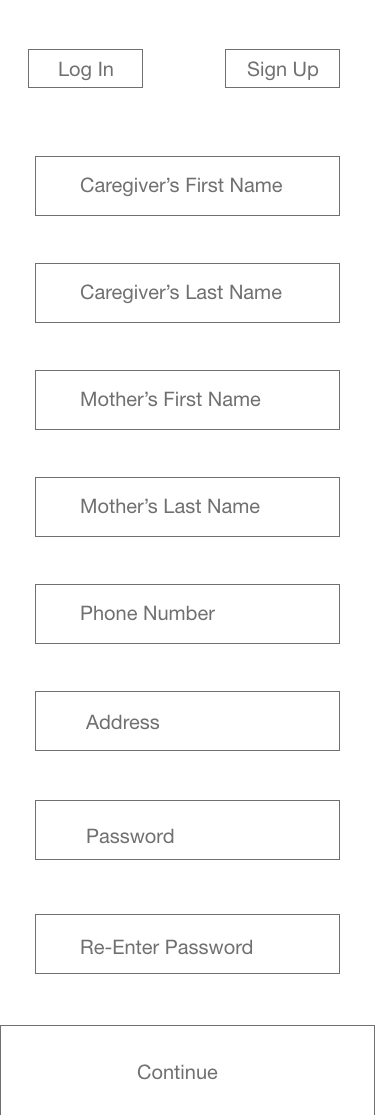 Log In
Sign Up
Caregiver’s First Name
Caregiver’s Last Name
Mother’s First Name
Mother’s Last Name
Phone Number
Address
Password
Re-Enter Password
Continue